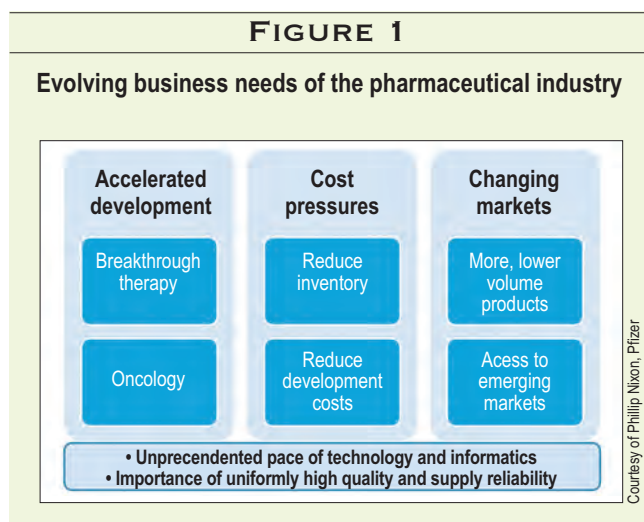 FIGURE 1
Evolving business needs of the pharmaceutical industry
Accelerated
development
Breakthrough
therapy
Oncology
Cost
pressures
Reduce
inventory
Reduce
development
costs
Changing
markets
More, lower
volume
products
Acess to
emerging
markets
• Unprecendented pace of technology and informatics
• Importance of uniformly high quality and supply reliability
Courtesy of Phillip Nixon, Pfizer